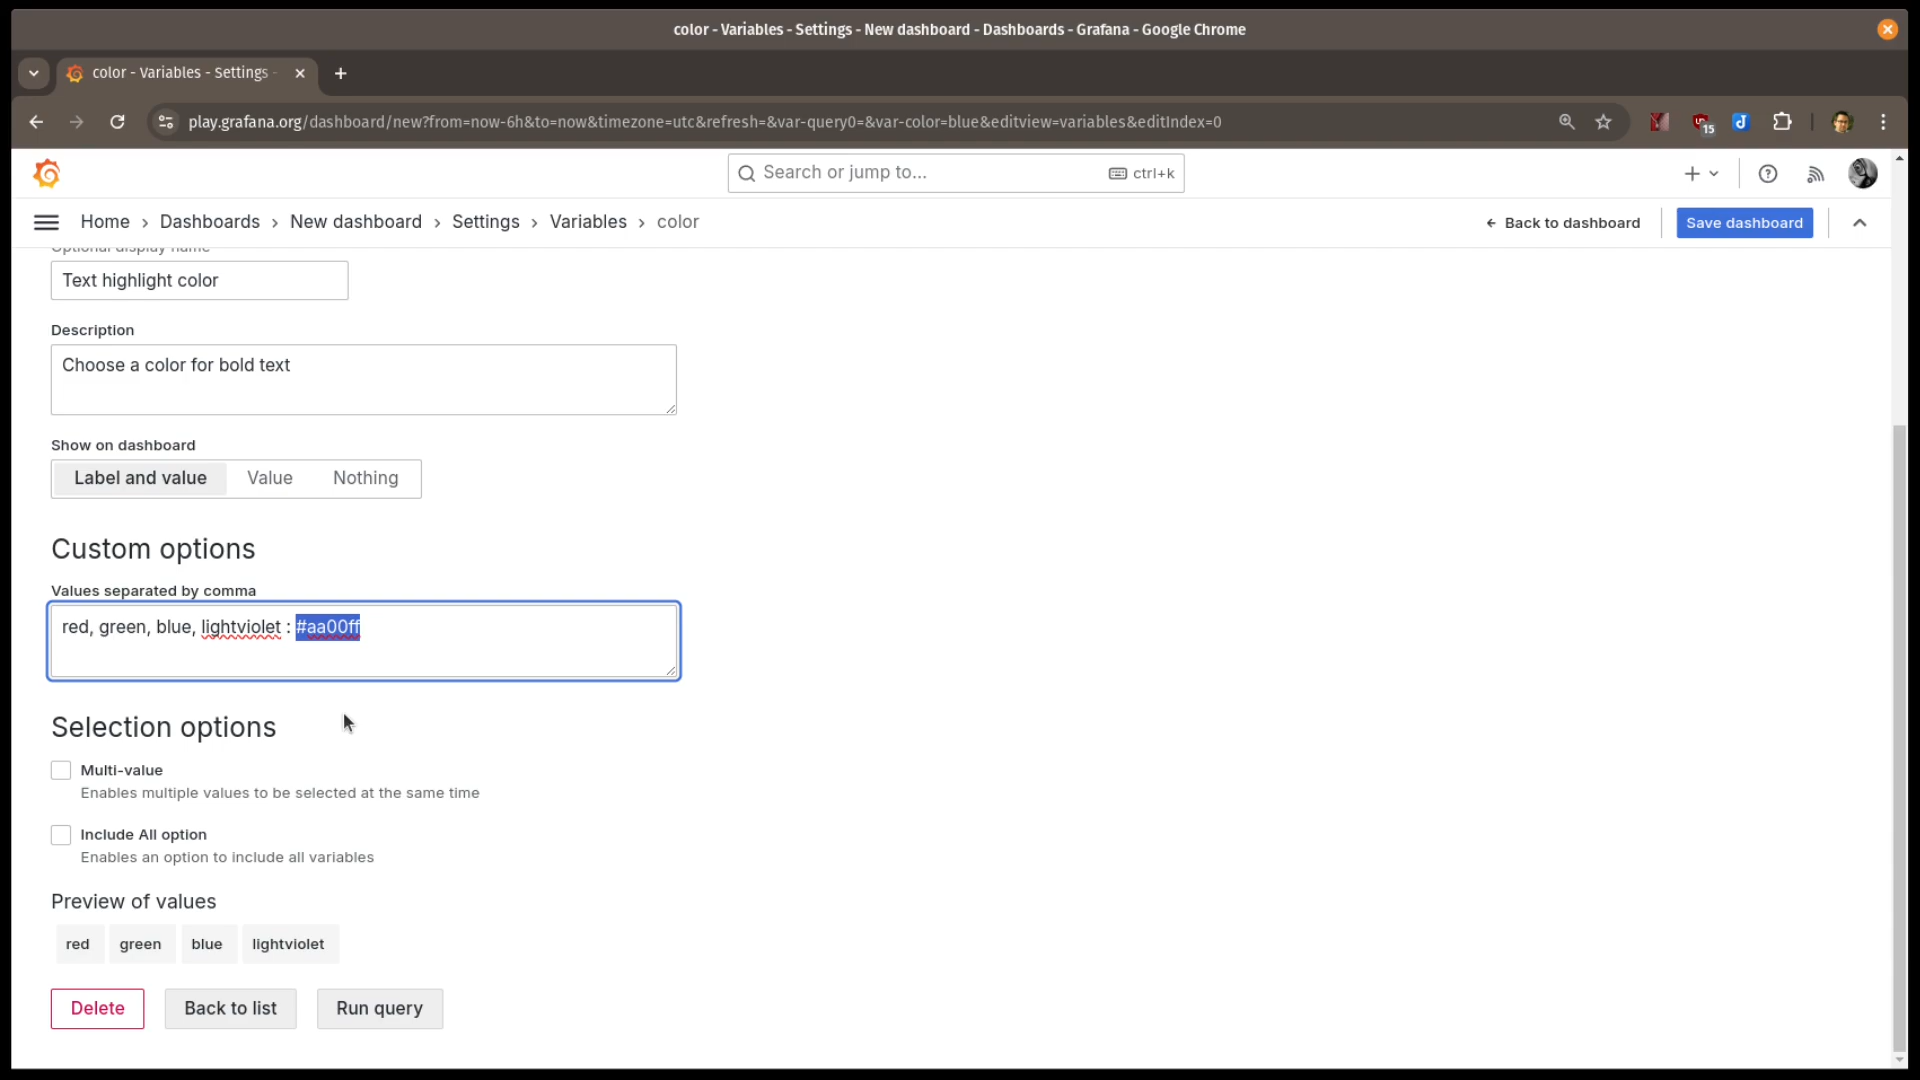 color - Variables - Settings - New dashboard - Dashboards - Grafana - Google Chrome
color - Variables - Settings -
play.grafana.org/dashboard/new?from=now-6h&to=now&timezone=utc&refresh=&var-query0=&var-color=blue&editview=variables&editIndex=0
15
Search or jump to... ctrl+k
Home > Dashboards > New dashboard > Settings > Variables > color
Back to dashboard
Save dashboard
Optional display name
Text highlight color
Description
Choose a color for bold text
Show on dashboard
Label and value Value Nothing
Custom options
Values separated by comma
red, green, blue, lightviolet : #aa00ff
Selection options
Multi-value
Enables multiple values to be selected at the same time
Include All option
Enables an option to include all variables
Preview of values
red green blue lightviolet
Delete Back to list Run query